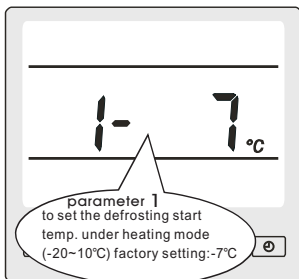 1- 7 °C
parameter 1
to set the defrosting start
temp. under heating mode
(-20~10℃) factory setting:-7℃